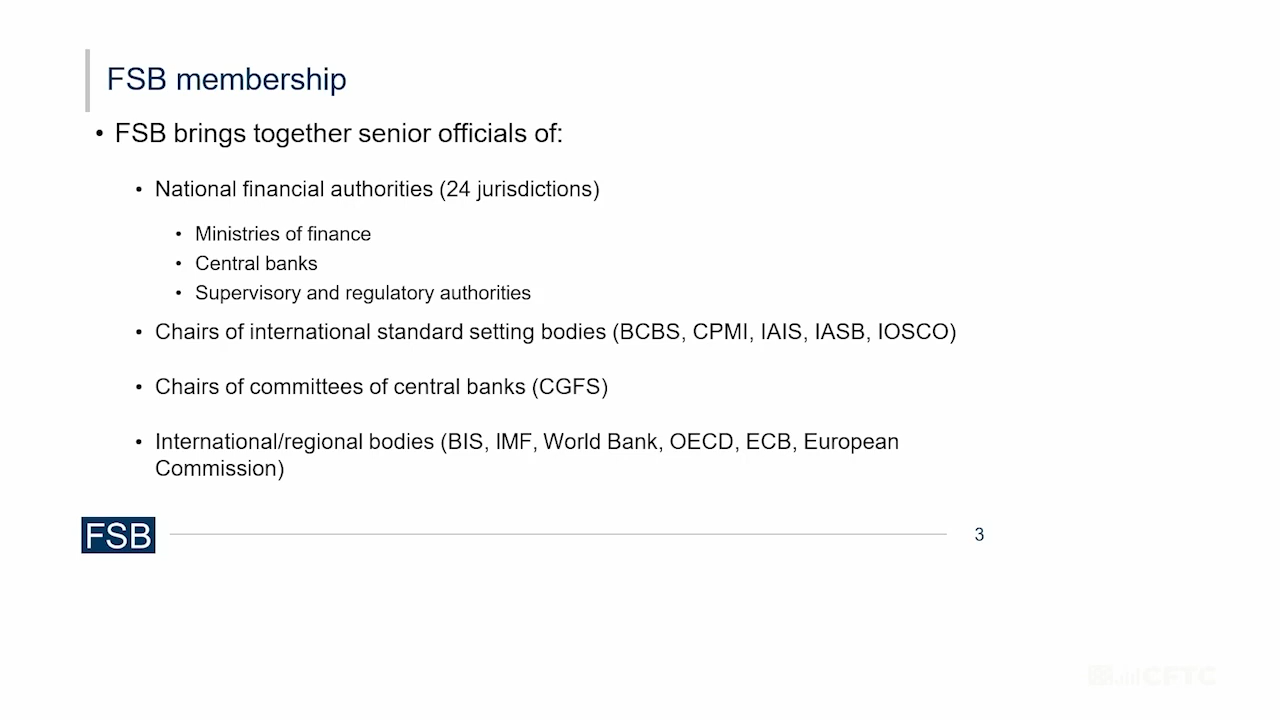 FSB membership
• FSB brings together senior officials of:
• National financial authorities (24 jurisdictions)
• Ministries of finance
• Central banks
• Supervisory and regulatory authorities
• Chairs of international standard setting bodies (BCBS, CPMI, IAIS, IASB, IOSCO)
• Chairs of committees of central banks (CGFS)
• International/regional bodies (BIS, IMF, World Bank, OECD, ECB, European
Commission)
FSB
3
CFTC